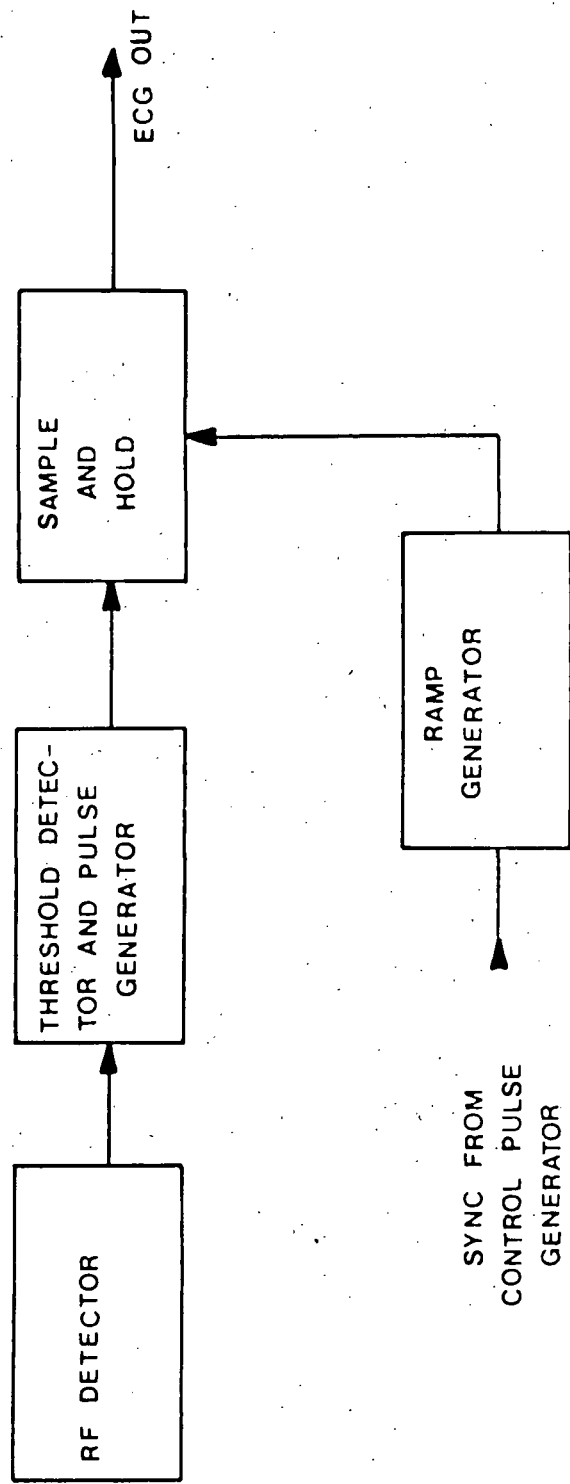 RF DETECTOR
THRESHOLD DETEC-
TOR AND PULSE
GENERATOR
SAMPLE
AND
HOLD
ECG OUT
SYNC FROM
CONTROL PULSE
GENERATOR
RAMP
GENERATOR